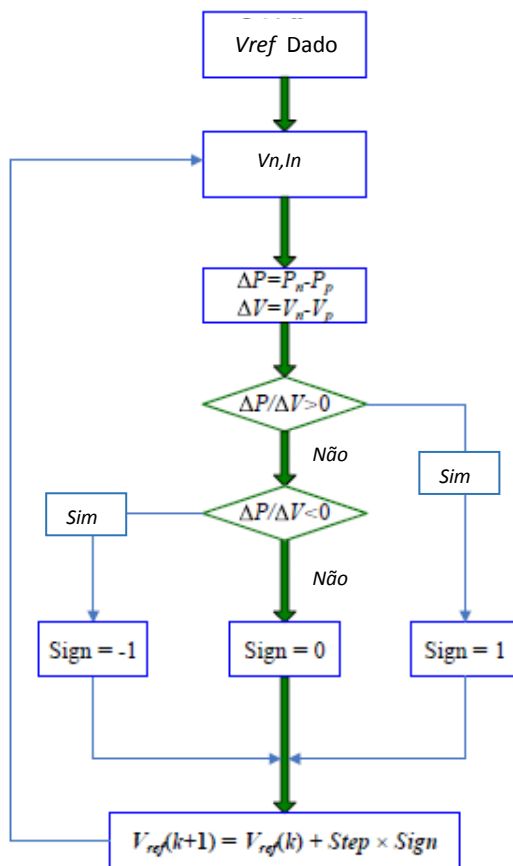 Vref Dado
Vn,In
ΔP=Pn-Pp
ΔV=Vn-Vp
ΔP/ΔV>0
Não
Sim
Sim
ΔP/ΔV<0
Não
Sign = -1
Sign = 0
Sign = 1
Vref(k+1) = Vref(k) + Step × Sign